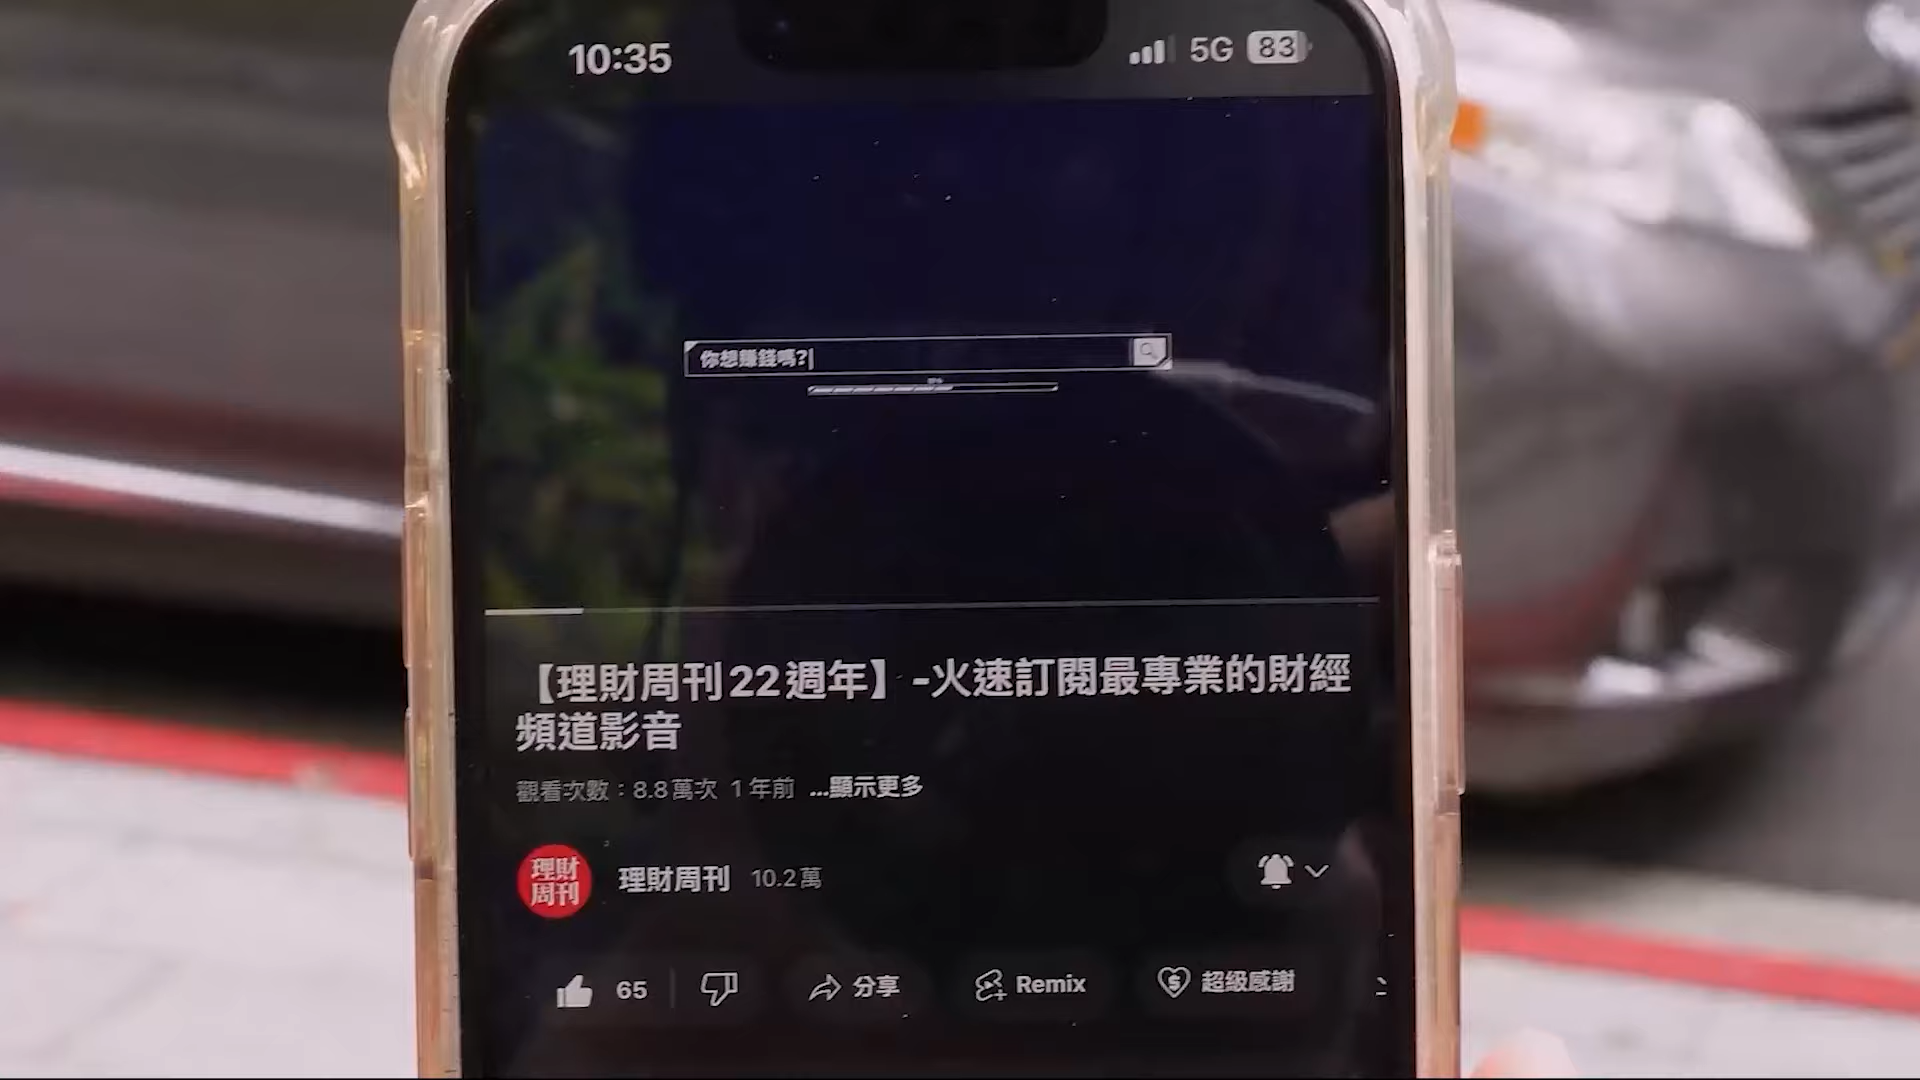 10:35
5G 83
你想賺錢嗎?
【理財周刊22週年】-火速訂閱最專業的財經
頻道影音
觀看次數：8.8萬次 1年前 ...顯示更多
理財
周刊
理財周刊 10.2萬
65 分享 Remix 超級感謝